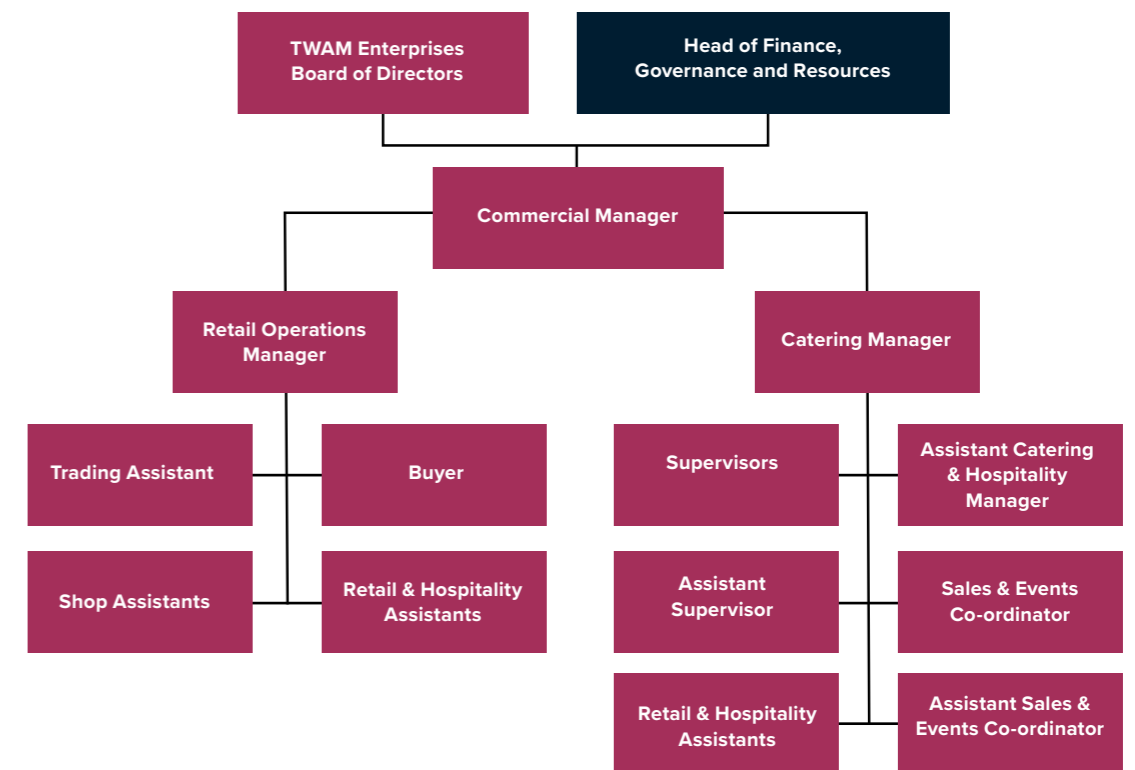 TWAM Enterprises
Board of Directors
Head of Finance,
Governance and Resources
Commercial Manager
Retail Operations
Manager
Catering Manager
Trading Assistant
Buyer
Supervisors
Assistant Catering
& Hospitality
Manager
Shop Assistants
Retail & Hospitality
Assistants
Assistant
Supervisor
Sales & Events
Co-ordinator
Retail & Hospitality
Assistants
Assistant Sales &
Events Co-ordinator